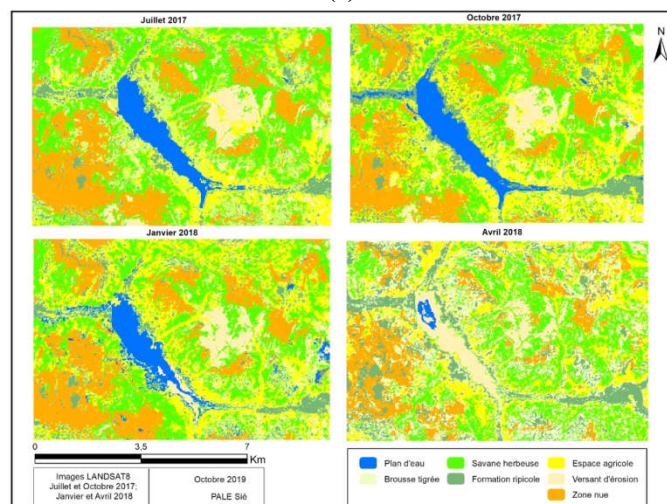 Juillet 2017
Octobre 2017
N
Janvier 2018
Avril 2018
0 3,5 7
Km
Images LANDSAT8
Juillet et Octobre 2017;
Janvier et Avril 2018
Octobre 2019
PALE Sié
Plan d'eau
Savane herbeuse
Espace agricole
Brousse tigrée
Formation ripicole
Versant d'érosion
Zone nue